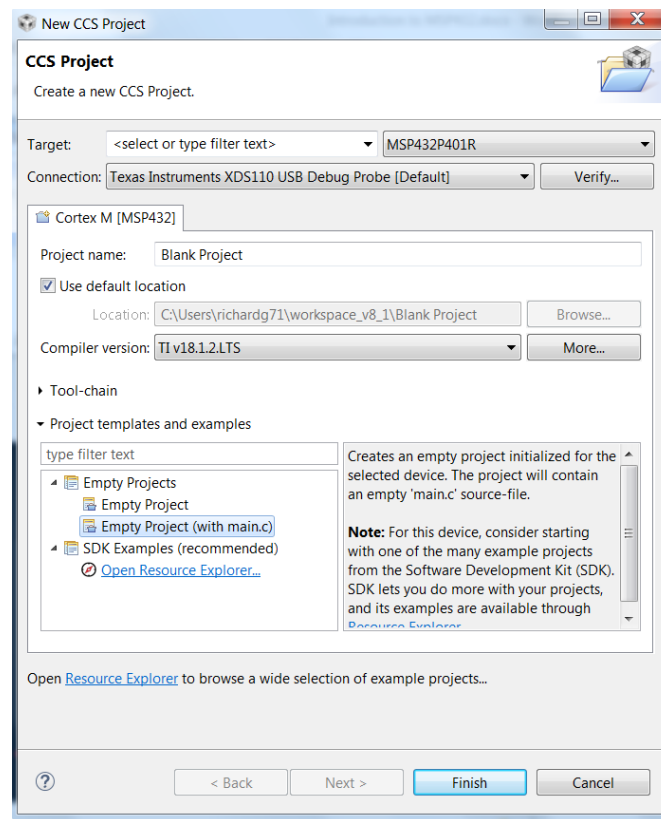 New CCS Project
CCS Project
Create a new CCS Project.
Target: <select or type filter text> MSP432P401R
Connection: Texas Instruments XDS110 USB Debug Probe [Default] Verify...
Cortex M [MSP432]
Project name: Blank Project
Use default location
Location: C:\Users\richardg71\workspace_v8_1\Blank Project Browse...
Compiler version: TI v18.1.2.LTS More...
Tool-chain
Project templates and examples
type filter text
Empty Projects
Empty Project
Empty Project (with main.c)
SDK Examples (recommended)
Open Resource Explorer...
Creates an empty project initialized for the
selected device. The project will contain
an empty 'main.c' source-file.
Note: For this device, consider starting
with one of the many example projects
from the Software Development Kit (SDK).
SDK lets you do more with your projects,
and its examples are available through
Resource Explorer
Open Resource Explorer to browse a wide selection of example projects...
? < Back Next > Finish Cancel